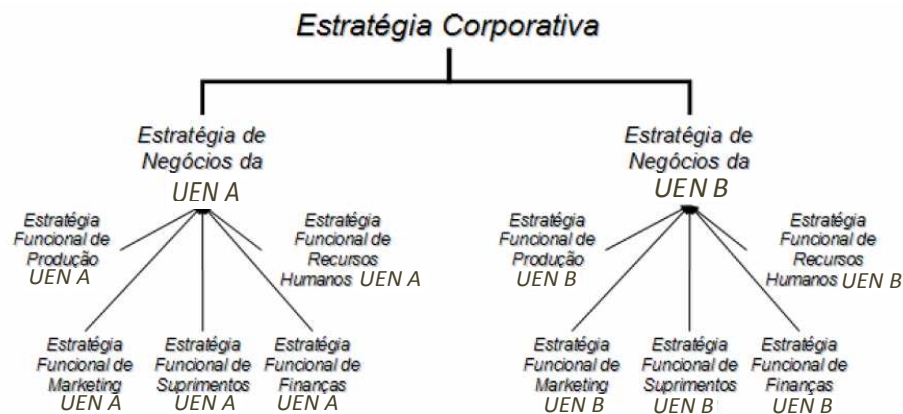 Estratégia Corporativa
Estratégia de
Negócios da
UEN A
Estratégia de
Negócios da
UEN B
Estratégia
Funcional de
Produção
UEN A
Estratégia
Funcional de
Recursos
Humanos UEN A
Estratégia
Funcional de
Marketing
UEN A
Estratégia
Funcional de
Suprimentos
UEN A
Estratégia
Funcional de
Finanças
UEN A
Estratégia
Funcional de
Produção
UEN B
Estratégia
Funcional de
Recursos
Humanos UEN B
Estratégia
Funcional de
Marketing
UEN B
Estratégia
Funcional de
Suprimentos
UEN B
Estratégia
Funcional de
Finanças
UEN B